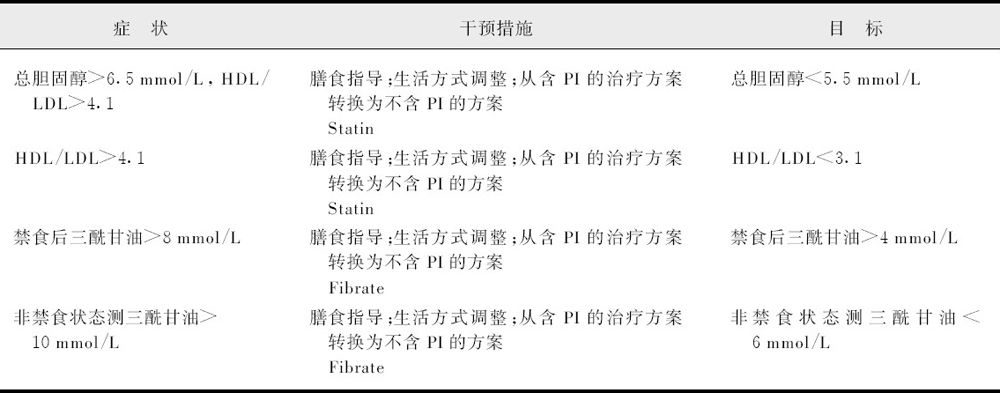 症 状 干预措施 目 标
总胆固醇>6.5 mmol/L, HDL/ 膳食指导;生活方式调整;从含 PI 的治疗方案 总胆固醇<5.5 mmol/L
LDL>4.1 转换为不含 PI 的方案
Statin
HDL/LDL>4.1 膳食指导;生活方式调整;从含 PI 的治疗方案 HDL/LDL<3.1
转换为不含 PI 的方案
Statin
禁食后三酰甘油>8 mmol/L 膳食指导;生活方式调整;从含 PI 的治疗方案 禁食后三酰甘油>4 mmol/L
转换为不含 PI 的方案
Fibrate
非禁食状态测三酰甘油> 膳食指导;生活方式调整;从含 PI 的治疗方案 非禁食状态测三酰甘油<
10 mmol/L 转换为不含 PI 的方案 6 mmol/L
Fibrate